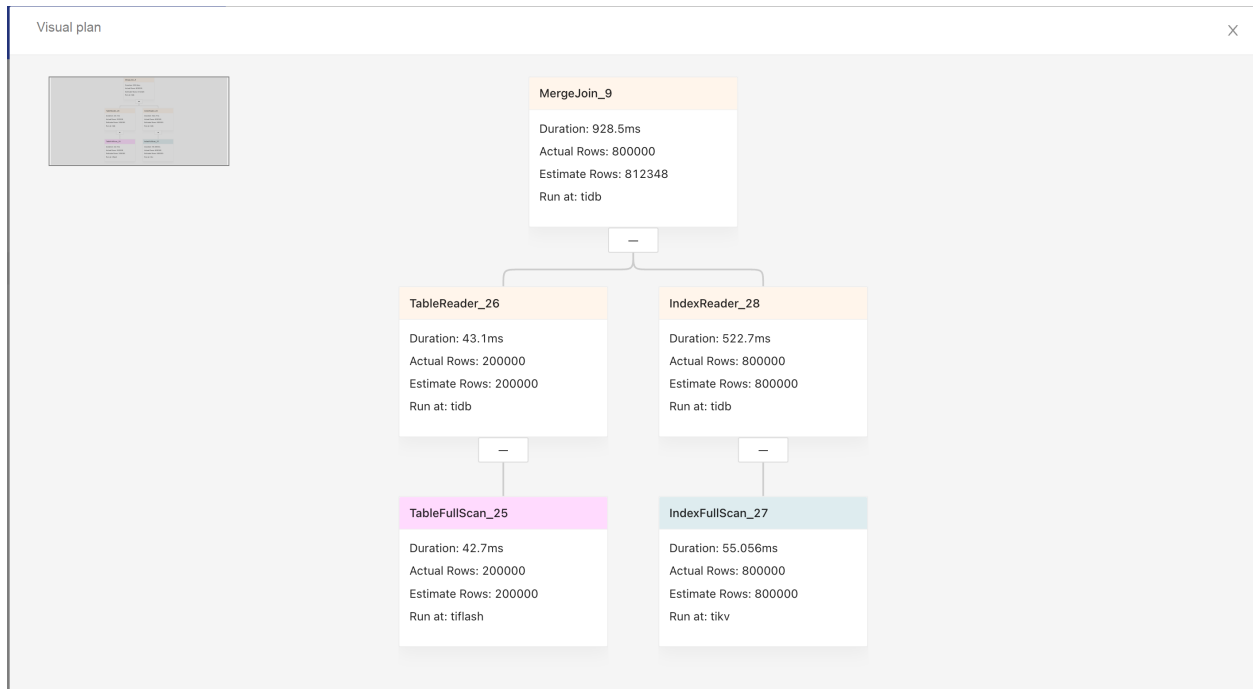 Visual plan
MergeJoin_9
Duration: 928.5ms
Actual Rows: 800000
Estimate Rows: 812348
Run at: tidb
TableReader_26
Duration: 43.1ms
Actual Rows: 200000
Estimate Rows: 200000
Run at: tidb
IndexReader_28
Duration: 522.7ms
Actual Rows: 800000
Estimate Rows: 800000
Run at: tidb
TableFullScan_25
Duration: 42.7ms
Actual Rows: 200000
Estimate Rows: 200000
Run at: tiflash
IndexFullScan_27
Duration: 55.056ms
Actual Rows: 800000
Estimate Rows: 800000
Run at: tikv